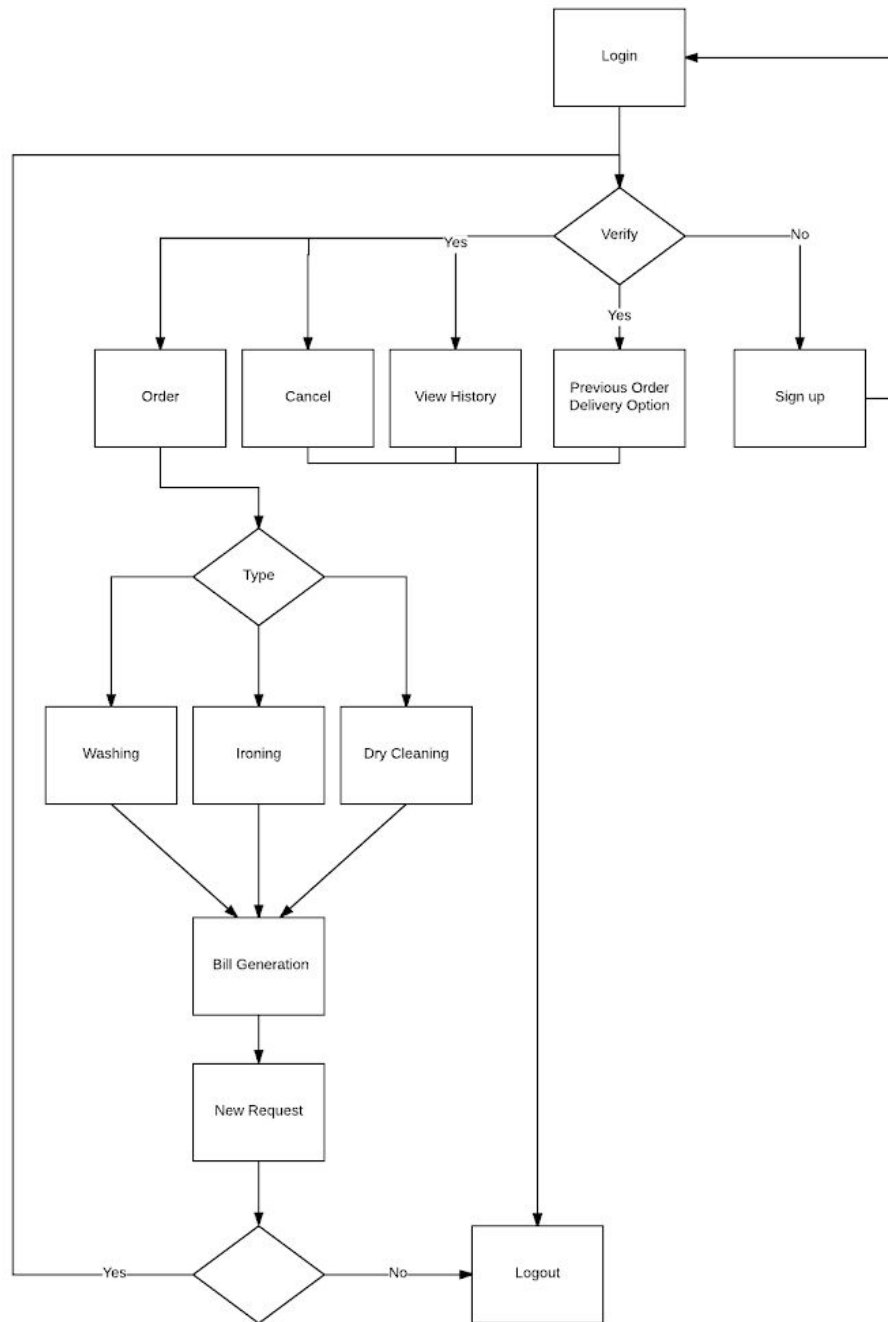 Login
Verify
No
Yes
Yes
Order
Cancel
View History
Previous Order
Delivery Option
Sign up
Type
Washing
Ironing
Dry Cleaning
Bill Generation
New Request
Yes
No
Logout